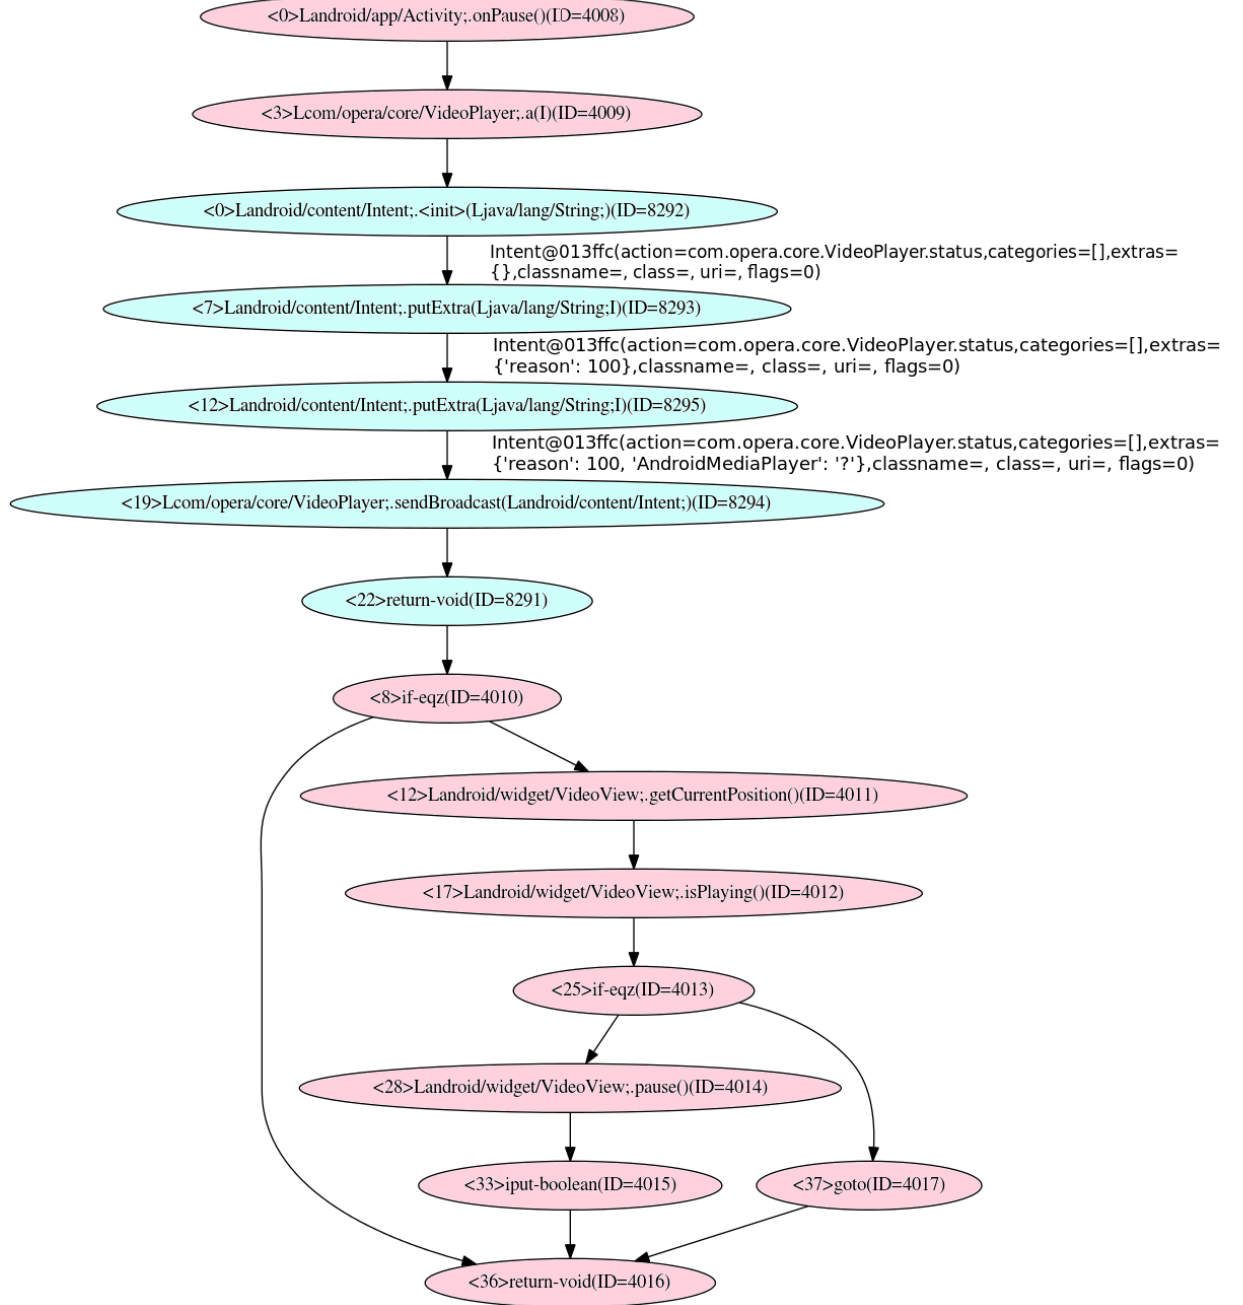 <0>Landroid/app/Activity;.onPause()(ID=4008)
<3>Lcom/opera/core/VideoPlayer;.a(I)(ID=4009)
<0>Landroid/content/Intent;.<init>(Ljava/lang/String;)(ID=8292)
Intent@013ffc(action=com.opera.core.VideoPlayer.status,categories=[],extras=
{},classname=, class=, uri=, flags=0)
<7>Landroid/content/Intent;.putExtra(Ljava/lang/String;I)(ID=8293)
Intent@013ffc(action=com.opera.core.VideoPlayer.status,categories=[],extras=
{'reason': 100},classname=, class=, uri=, flags=0)
<12>Landroid/content/Intent;.putExtra(Ljava/lang/String;I)(ID=8295)
Intent@013ffc(action=com.opera.core.VideoPlayer.status,categories=[],extras=
{'reason': 100, 'AndroidMediaPlayer': '?'},classname=, class=, uri=, flags=0)
<19>Lcom/opera/core/VideoPlayer;.sendBroadcast(Landroid/content/Intent;)(ID=8294)
<22>return-void(ID=8291)
<8>if-eqz(ID=4010)
<12>Landroid/widget/VideoView;.getCurrentPosition()(ID=4011)
<17>Landroid/widget/VideoView;.isPlaying()(ID=4012)
<25>if-eqz(ID=4013)
<28>Landroid/widget/VideoView;.pause()(ID=4014)
<33>iput-boolean(ID=4015)
<37>goto(ID=4017)
<36>return-void(ID=4016)